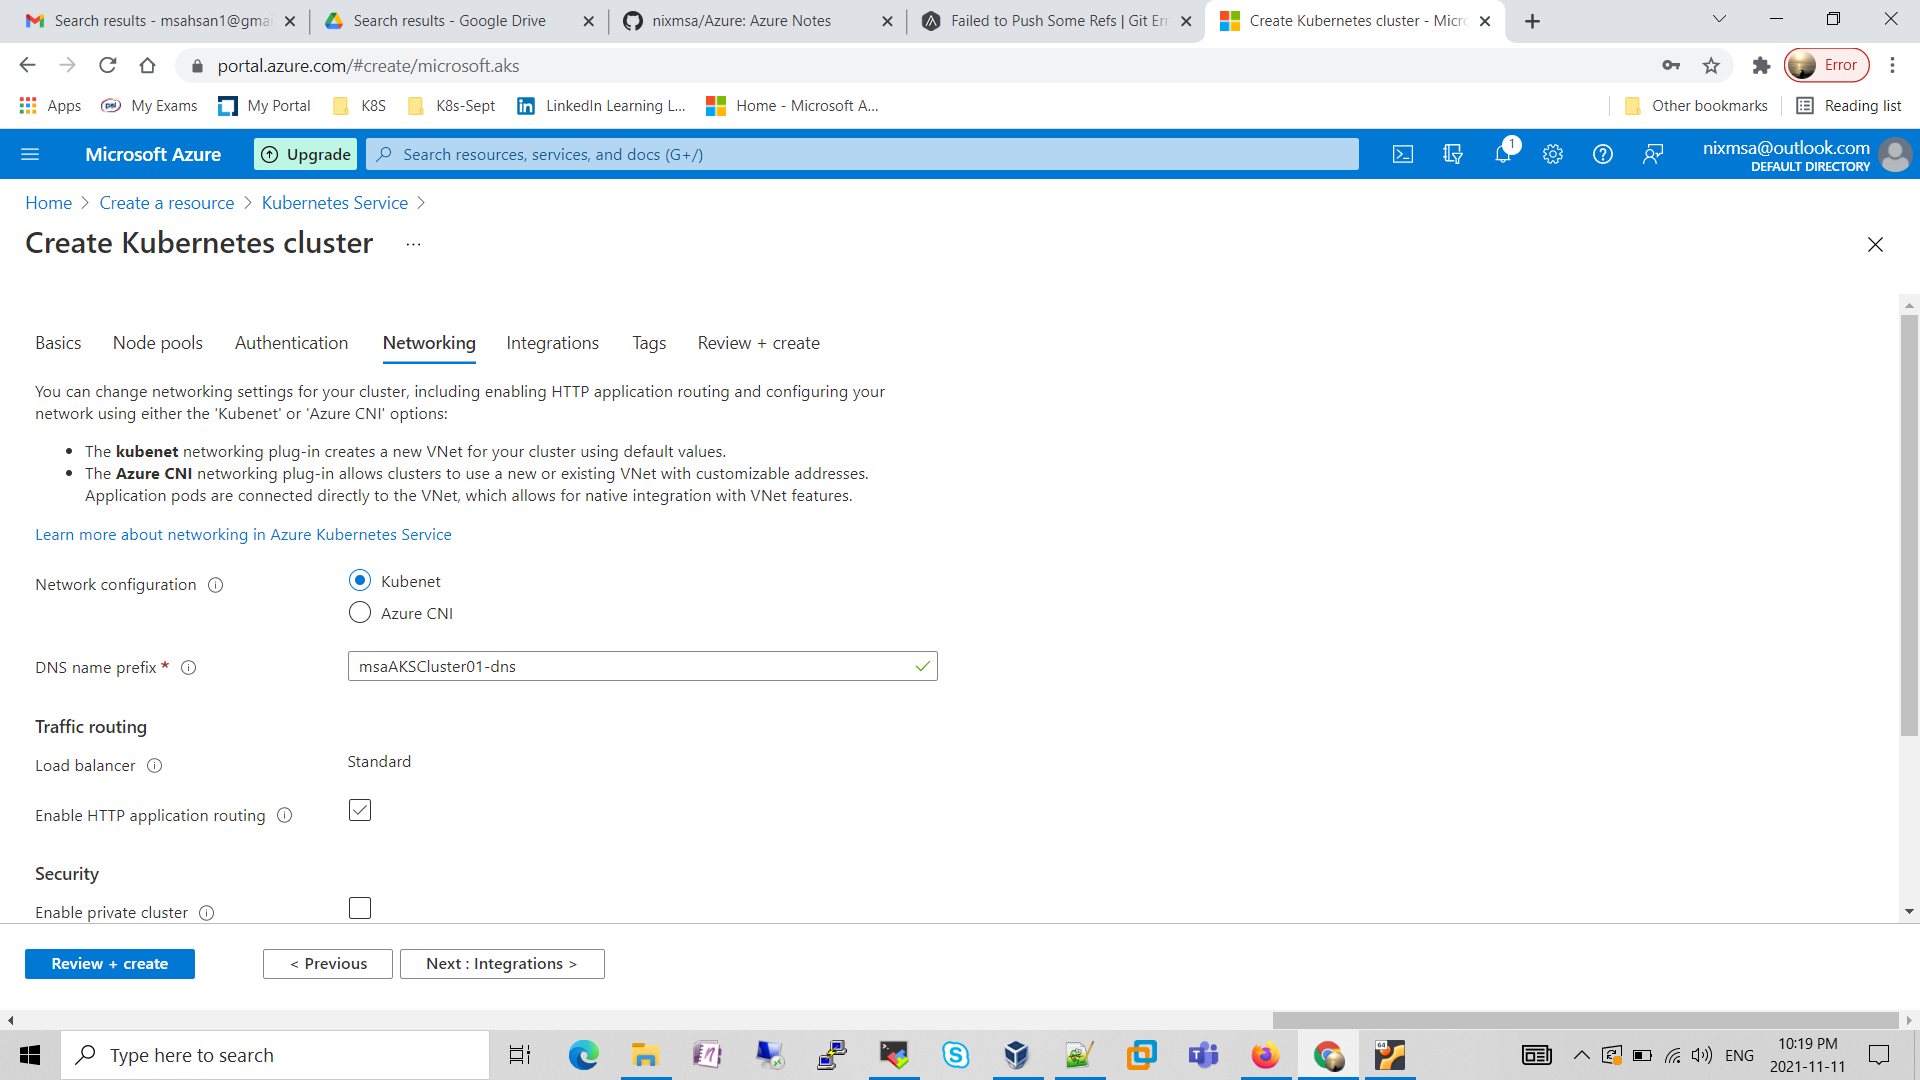 Search results - msahsan1@gmai
Search results - Google Drive
nixmsa/Azure: Azure Notes
Failed to Push Some Refs | Git Err
Create Kubernetes cluster - Micro
portal.azure.com/#create/microsoft.aks
Error
Apps
psi
My Exams
My Portal
K8S
K8s-Sept
LinkedIn Learning L...
Home - Microsoft A...
Other bookmarks
Reading list
Microsoft Azure
Upgrade
Search resources, services, and docs (G+/)
1
nixmsa@outlook.com
DEFAULT DIRECTORY
Home > Create a resource > Kubernetes Service >
Create Kubernetes cluster ...
Basics
Node pools
Authentication
Networking
Integrations
Tags
Review + create
You can change networking settings for your cluster, including enabling HTTP application routing and configuring your
network using either the 'Kubenet' or 'Azure CNI' options:
• The kubenet networking plug-in creates a new VNet for your cluster using default values.
• The Azure CNI networking plug-in allows clusters to use a new or existing VNet with customizable addresses.
Application pods are connected directly to the VNet, which allows for native integration with VNet features.
Learn more about networking in Azure Kubernetes Service
Network configuration
Kubenet
Azure CNI
DNS name prefix *
msaAKSCluster01-dns
Traffic routing
Load balancer
Standard
Enable HTTP application routing
Security
Enable private cluster
Review + create
< Previous
Next : Integrations >
Type here to search
64
ENG
10:19 PM
2021-11-11